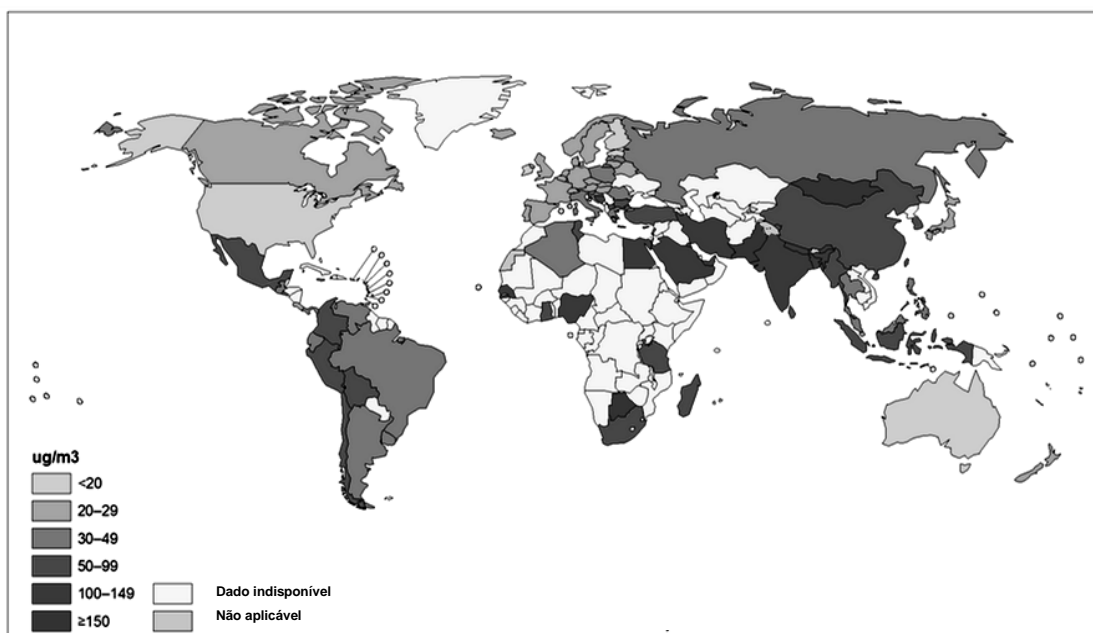 ug/m3
<20
20–29
30–49
50–99
100–149
≥150
Dado indisponível
Não aplicável